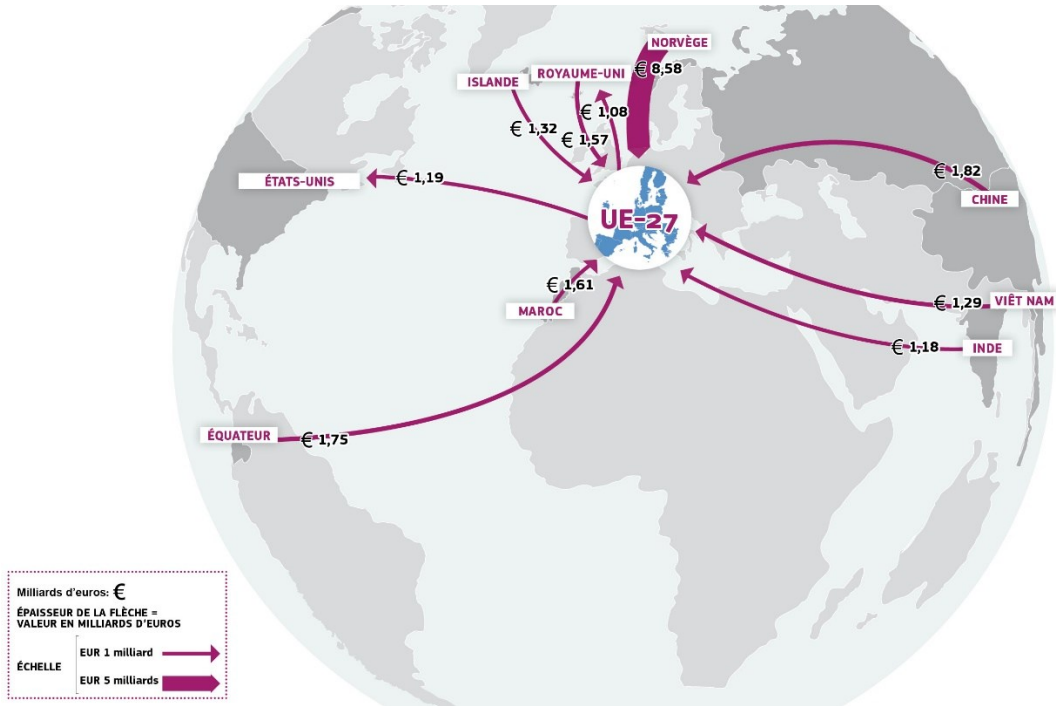 NORVÈGE
€ 8,58
ROYAUME-UNI
€ 1,08
€ 1,57
ISLANDE
€ 1,32
ÉTATS-UNIS
€ 1,19
€ 1,82
CHINE
UE-27
€ 1,61
MAROC
€ 1,29
VIÊT NAM
€ 1,18
INDE
ÉQUATEUR
€ 1,75
Milliards d'euros: €
ÉPAISSEUR DE LA FLÈCHE =
VALEUR EN MILLIARDS D'EUROS
ÉCHELLE
EUR 1 milliard
EUR 5 milliards